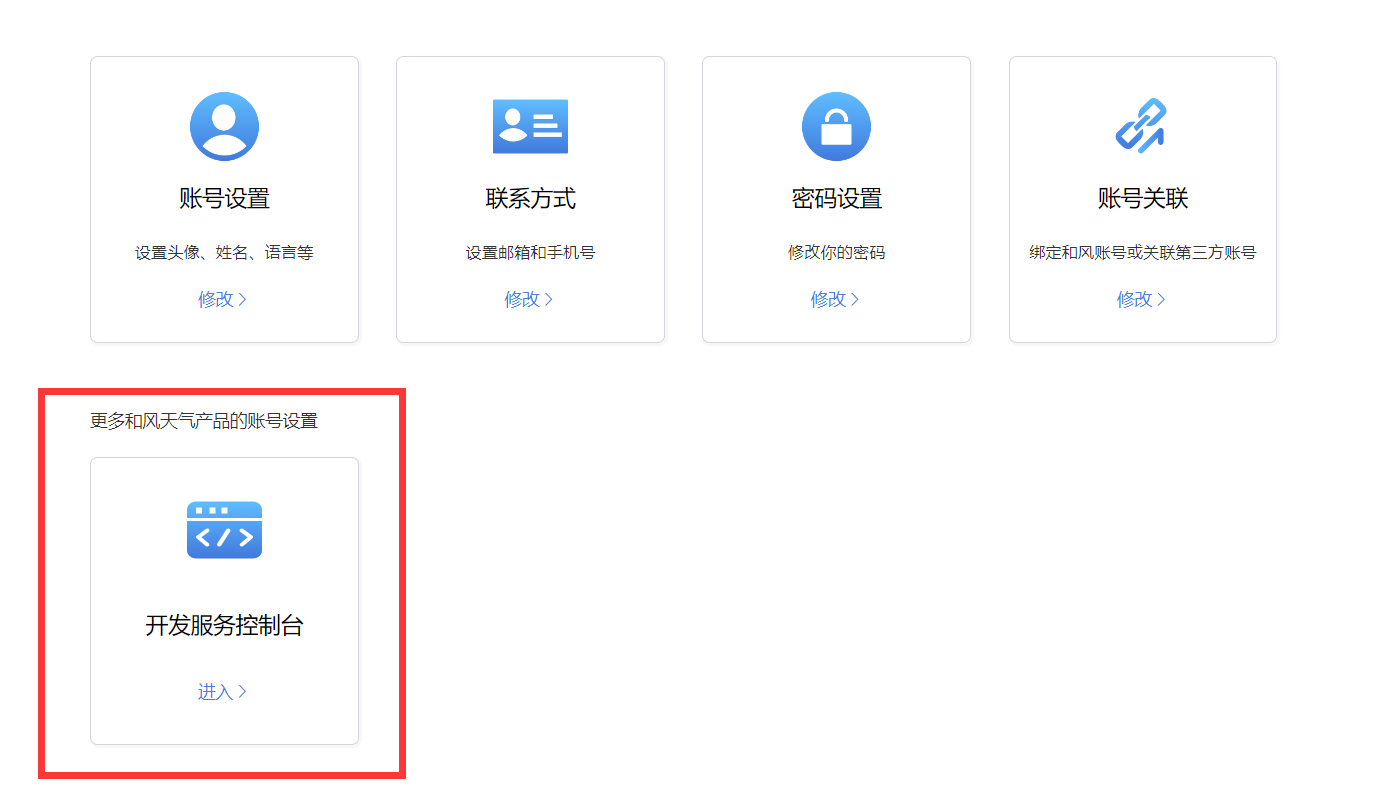 账号设置
联系方式
密码设置
账号关联
设置头像、姓名、语言等
设置邮箱和手机号
修改你的密码
绑定和风账号或关联第三方账号
修改
修改
修改
修改
更多和风天气产品的账号设置
开发服务控制台
进入